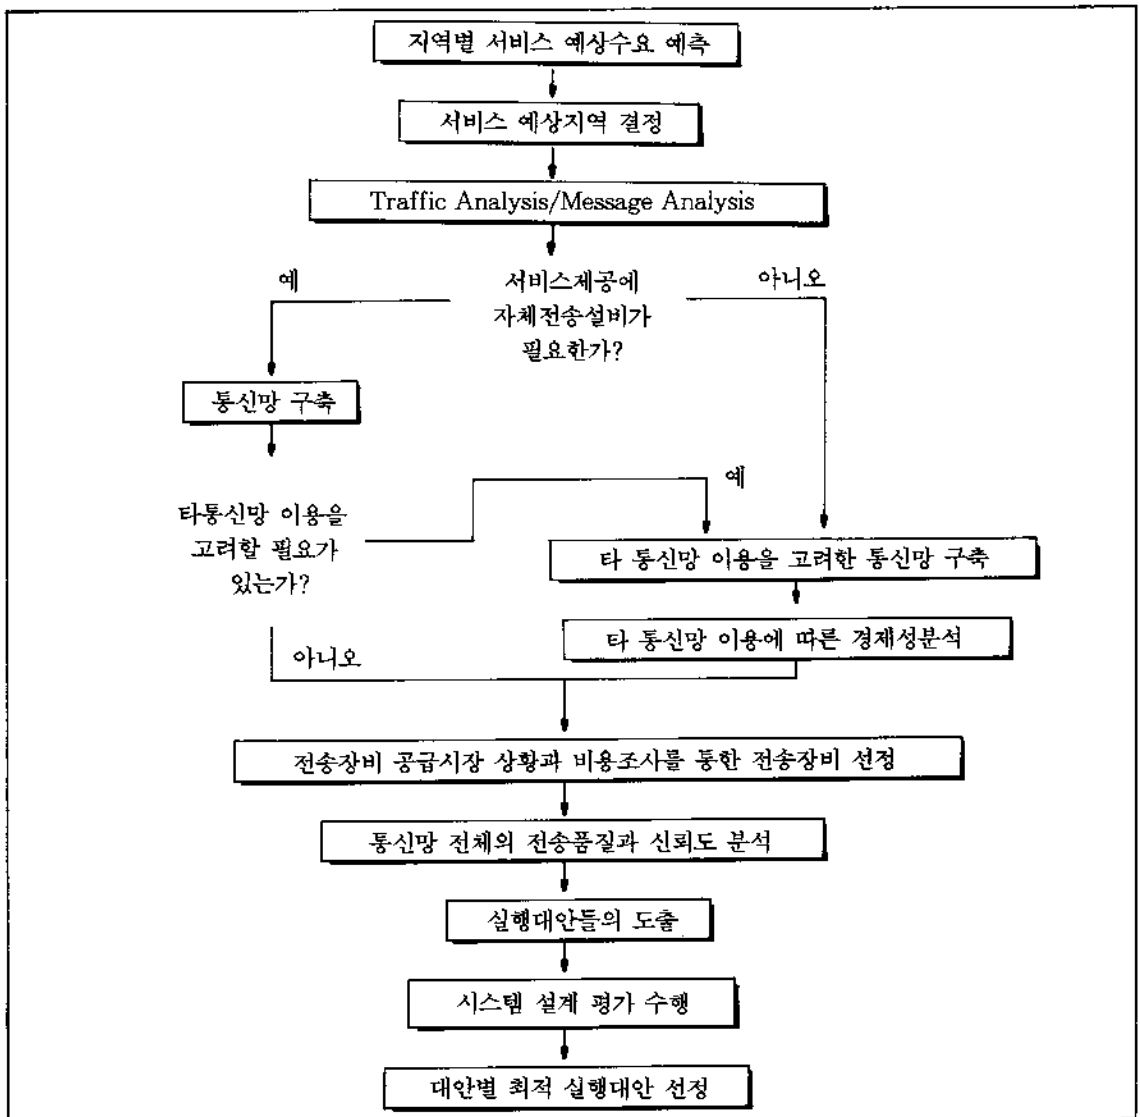 지역별 서비스 예상수요 예측
서비스 예상지역 결정
Traffic Analysis/Message Analysis
예
서비스제공에
자체전송설비가
필요한가?
아니오
통신망 구축
타통신망 이용을
고려할 필요가
있는가?
예
타 통신망 이용을 고려한 통신망 구축
타 통신망 이용에 따른 경제성분석
아니오
전송장비 공급시장 상황과 비용조사를 통한 전송장비 선정
통신망 전체의 전송품질과 신뢰도 분석
실행대안들의 도출
시스템 설계 평가 수행
대안별 최적 실행대안 선정